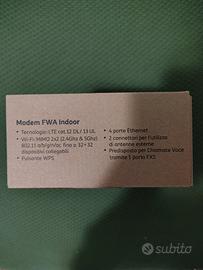 Modem FWA Indoor
• Tecnologia LTE cat.12 DL/ 13 UL
• Wi-Fi MIMO 2x2 (2.4Ghz & 5Ghz)
802.11 a/b/g/n/ac fino a 32+32
dispositivi collegabili
• Pulsante WPS
• 4 porte Ethernet
• 2 connettori per l'utilizzo
di antenne esterne
• Predisposto per Chiamate Voce
tramite 1 porta FXS
subito